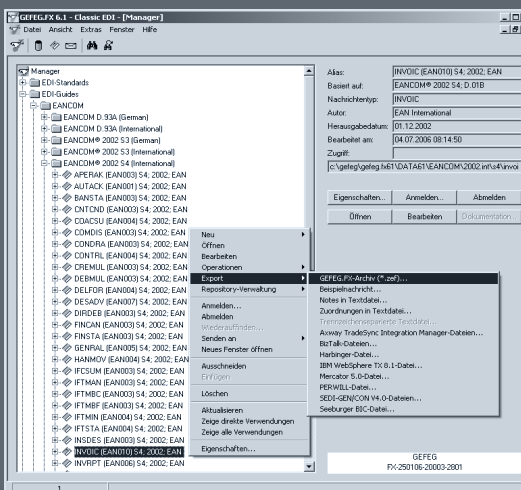 GEFEG.FX 6.1 - Classic EDI - [Manager]
Datei Ansicht Extras Fenster Hilfe
Manager
EDI-Standards
EDI-Guides
EANCOM
EANCOM D.93A (German)
EANCOM D.93A (International)
EANCOM® 2002 S3 (German)
EANCOM® 2002 S3 (International)
EANCOM® 2002 S4 (International)
APERAK (EAN003) S4; 2002; EAN
AUTACK (EAN001) S4; 2002; EAN
BANSTA (EAN003) S4; 2002; EAN
CNTCND (EAN003) S4; 2002; EAN
COACSU (EAN004) S4; 2002; EAN
COMDIS (EAN003) S4; 2002; EAN
CONDRA (EAN003) S4; 2002; EAN
CONTRL (EAN004) S4; 2002; EAN
CREMUL (EAN003) S4; 2002; EAN
DEBMUL (EAN003) S4; 2002; EAN
DELFOR (EAN004) S4; 2002; EAN
DESADV (EAN007) S4; 2002; EAN
DIRDEB (EAN003) S4; 2002; EAN
FINCAN (EAN003) S4; 2002; EAN
FINSTA (EAN003) S4; 2002; EAN
GENRAL (EAN005) S4; 2002; EAN
HANMOV (EAN004) S4; 2002; EAN
IFCSUM (EAN003) S4; 2002; EAN
IFTMAN (EAN003) S4; 2002; EAN
IFTMBC (EAN003) S4; 2002; EAN
IFTMBF (EAN003) S4; 2002; EAN
IFTMIN (EAN004) S4; 2002; EAN
IFTSTA (EAN004) S4; 2002; EAN
INSDES (EAN003) S4; 2002; EAN
INVOIC (EAN010) S4; 2002; EAN
INVRPT (EAN006) S4; 2002; EAN
Neu
Öffnen
Bearbeiten
Operationen
Export
Repository-Verwaltung
Anmelden...
Abmelden
Wiederauffinden...
Senden an
Neues Fenster öffnen
Ausschneiden
Einfügen
Löschen
Aktualisieren
Zeige direkte Verwendungen
Zeige alle Verwendungen
Eigenschaften...
GEFEG.FX-Archiv (*.zef)...
Beispielnachricht...
Notes in Textdatei...
Zuordnungen in Textdatei...
Trennzeichenseparierte Textdatei...
Axway TradeSync Integration Manager-Dateien...
BizTalk-Dateien...
Harbinger-Datei...
IBM WebSphere TX 8.1-Datei...
Mercator 5.0-Datei...
PERWILL-Datei...
SEDI-GEN/CON V4.0-Dateien...
Seeburger BIC-Datei...
Alias: INVOIC (EAN010) S4; 2002; EAN
Basiert auf: EANCOM® 2002 S4; D.01B
Nachrichtentyp: INVOIC
Autor: EAN International
Herausgabedatum: 01.12.2002
Bearbeitet am: 04.07.2006 08:14:50
Zugriff:
c:\gefeg\gefeg.fx61\DATA61\EANCOM\2002.int\s4\invoi
Eigenschaften... Anmelden... Abmelden
Öffnen Bearbeiten Dokumentation...
GEFEG
FX-250106-20003-2801
1